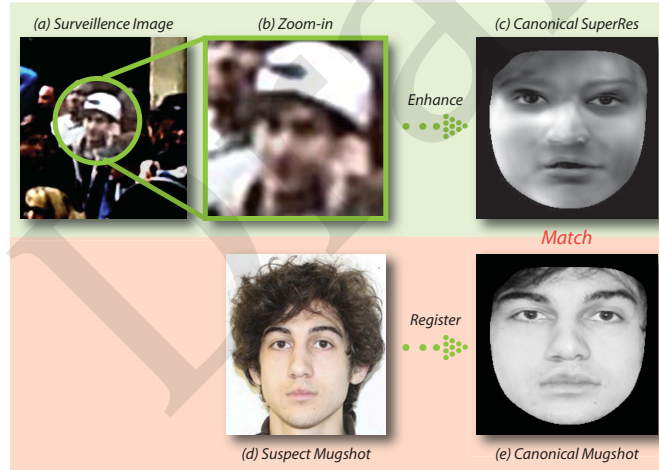 (a) Surveillence Image
(b) Zoom-in
(c) Canonical SuperRes
Enhance
Match
Register
(d) Suspect Mugshot
(e) Canonical Mugshot